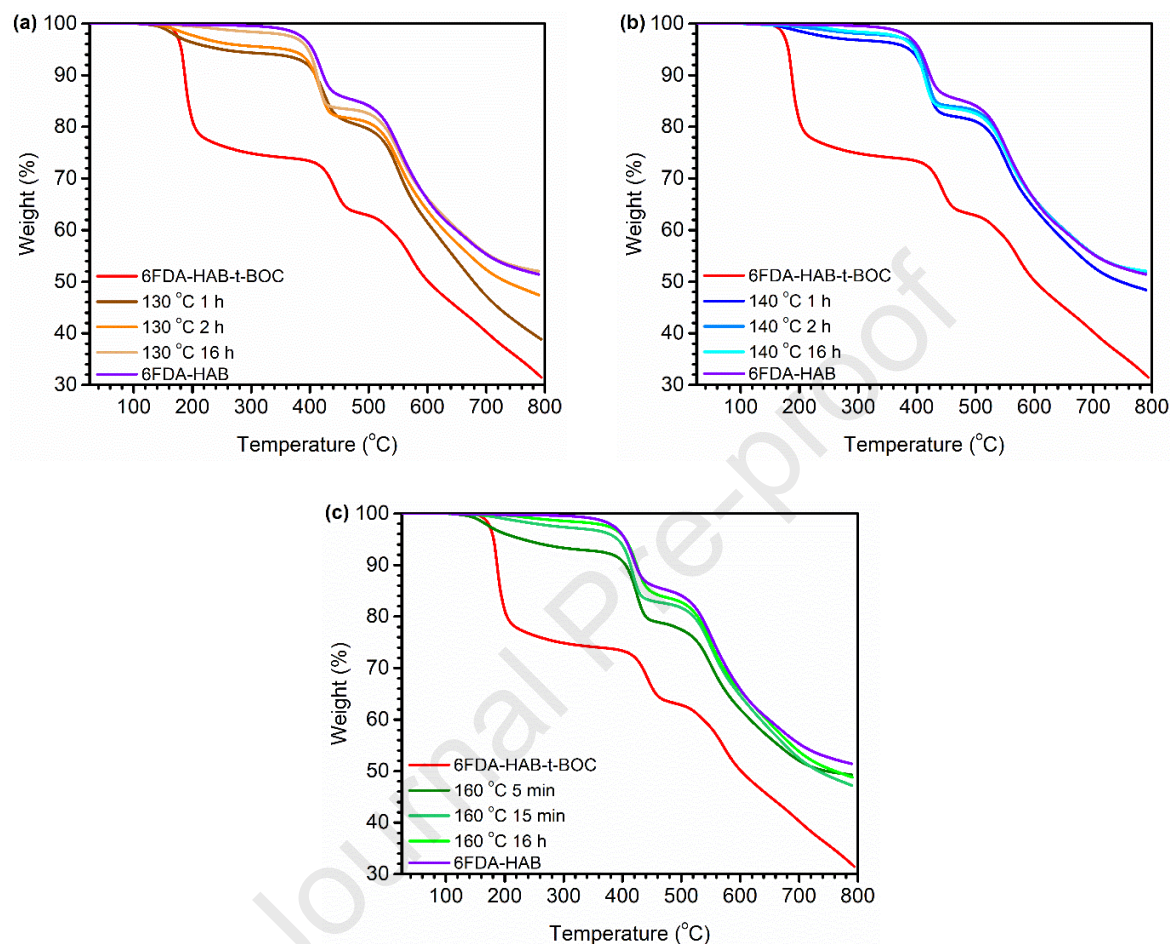 (a)
100
90
80
70
60
50
40
30
Weight (%)
6FDA-HAB-t-BOC
130 °C 1 h
130 °C 2 h
130 °C 16 h
6FDA-HAB
100 200 300 400 500 600 700 800
Temperature (°C)
(b)
100
90
80
70
60
50
40
30
Weight (%)
6FDA-HAB-t-BOC
140 °C 1 h
140 °C 2 h
140 °C 16 h
6FDA-HAB
100 200 300 400 500 600 700 800
Temperature (°C)
(c)
100
90
80
70
60
50
40
30
Weight (%)
6FDA-HAB-t-BOC
160 °C 5 min
160 °C 15 min
160 °C 16 h
6FDA-HAB
100 200 300 400 500 600 700 800
Temperature (°C)
Journal Pre-proof